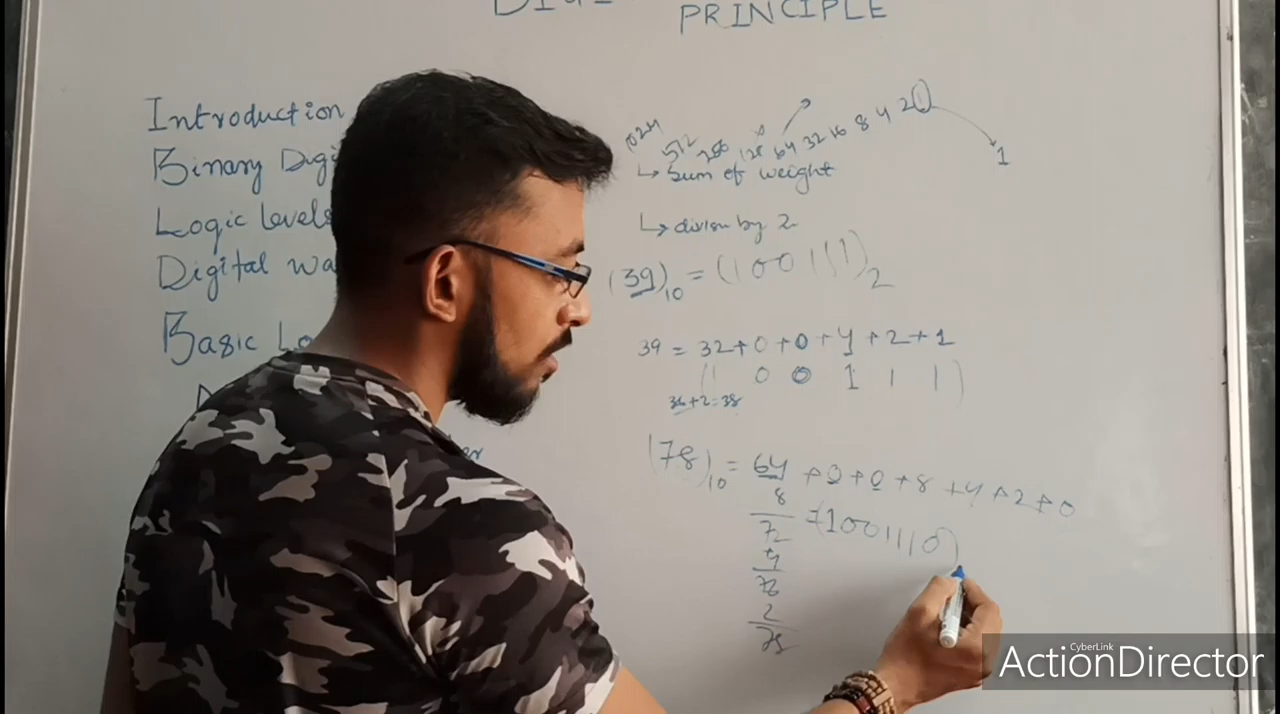 PRINCIPLE
Introduction
Binary Digi
Logic levels
Digital wa
Basic Lo
1024 512 256 128 64 32 16 8 4 2 1
1
↳ Sum of weight
↳ division by 2
(39)10 = (100111)2
39 = 32+0+0+4+2+1
(1 0 0 1 1 1)
36+2=38
(78)10 = 64 +0+0+8+4+2+0
8
72
4
76
2
78
=(1001110)
CyberLink
ActionDirector